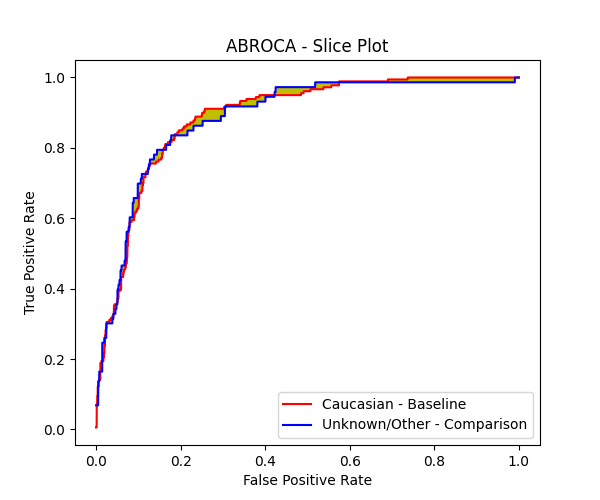 ABROCA - Slice Plot
1.0
0.8
0.6
0.4
0.2
0.0
True Positive Rate
Caucasian - Baseline
Unknown/Other - Comparison
0.0 0.2 0.4 0.6 0.8 1.0
False Positive Rate